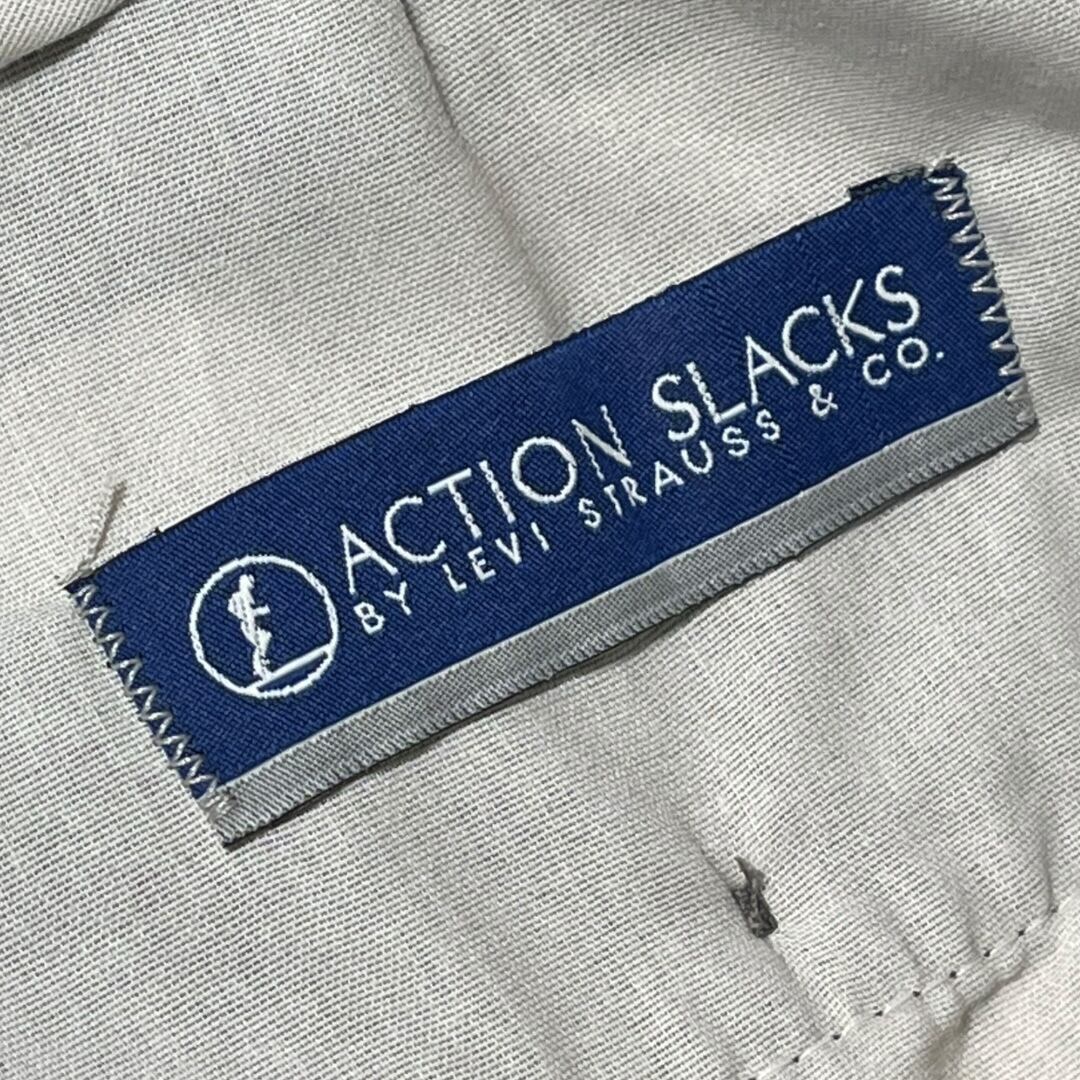 ACTION SLACKS
BY LEVI STRAUSS & CO.